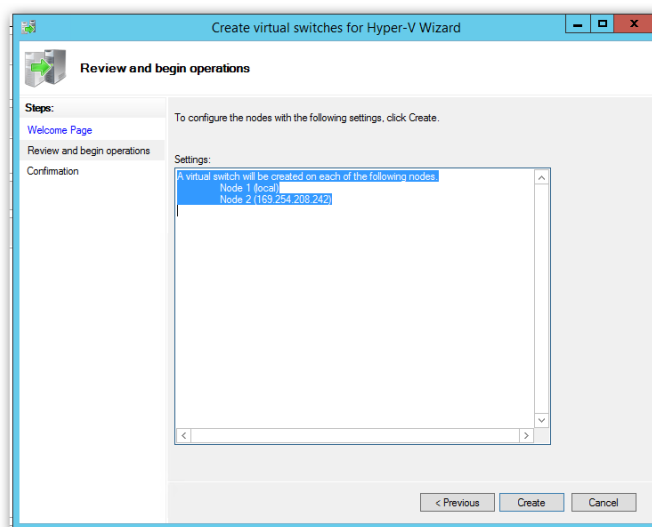 Create virtual switches for Hyper-V Wizard
Review and begin operations
Steps:
Welcome Page
Review and begin operations
Confirmation
To configure the nodes with the following settings, click Create.
Settings:
A virtual switch will be created on each of the following nodes.
Node 1 (local)
Node 2 (169.254.208.242)
< Previous
Create
Cancel